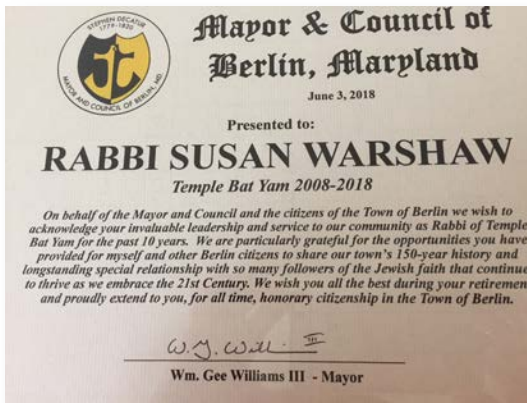 STEPHEN DECATUR
1779-1820
MAYOR AND COUNCIL OF BERLIN, MD.
Mayor & Council of
Berlin, Maryland
June 3, 2018
Presented to:
RABBI SUSAN WARSHAW
Temple Bat Yam 2008-2018
On behalf of the Mayor and Council and the citizens of the Town of Berlin we wish to
acknowledge your invaluable leadership and service to our community as Rabbi of Temple
Bat Yam for the past 10 years. We are particularly grateful for the opportunities you have
provided for myself and other Berlin citizens to share our town's 150-year history and
longstanding special relationship with so many followers of the Jewish faith that continue
to thrive as we embrace the 21st Century. We wish you all the best during your retiremen
and proudly extend to you, for all time, honorary citizenship in the Town of Berlin.
Wm. Gee Williams III - Mayor